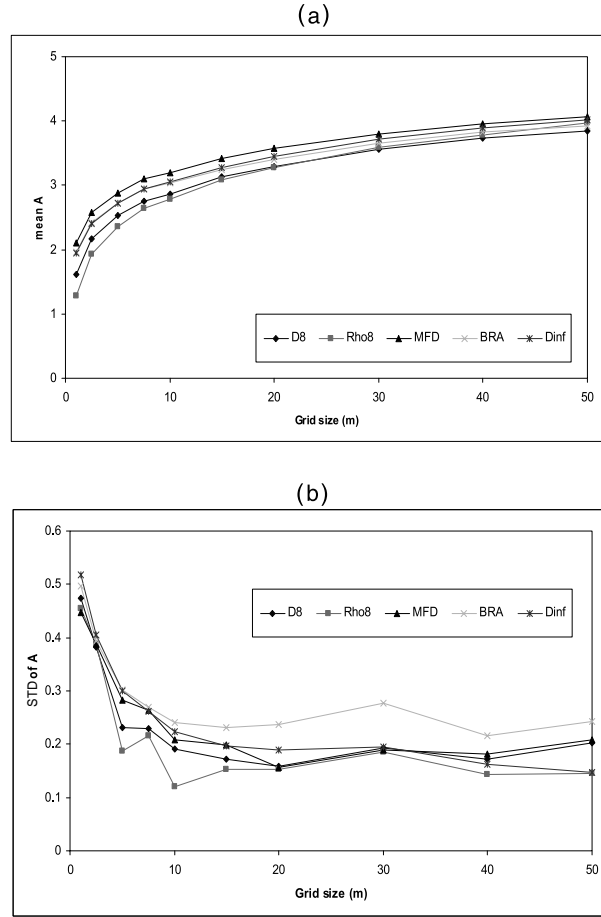 (a)
5
4
3
2
1
0
mean A
D8 Rho8 MFD BRA Dinf
0 10 20 30 40 50
Grid size (m)
(b)
0.6
0.5
0.4
0.3
0.2
0.1
0
STD of A
D8 Rho8 MFD BRA Dinf
0 10 20 30 40 50
Grid size (m)